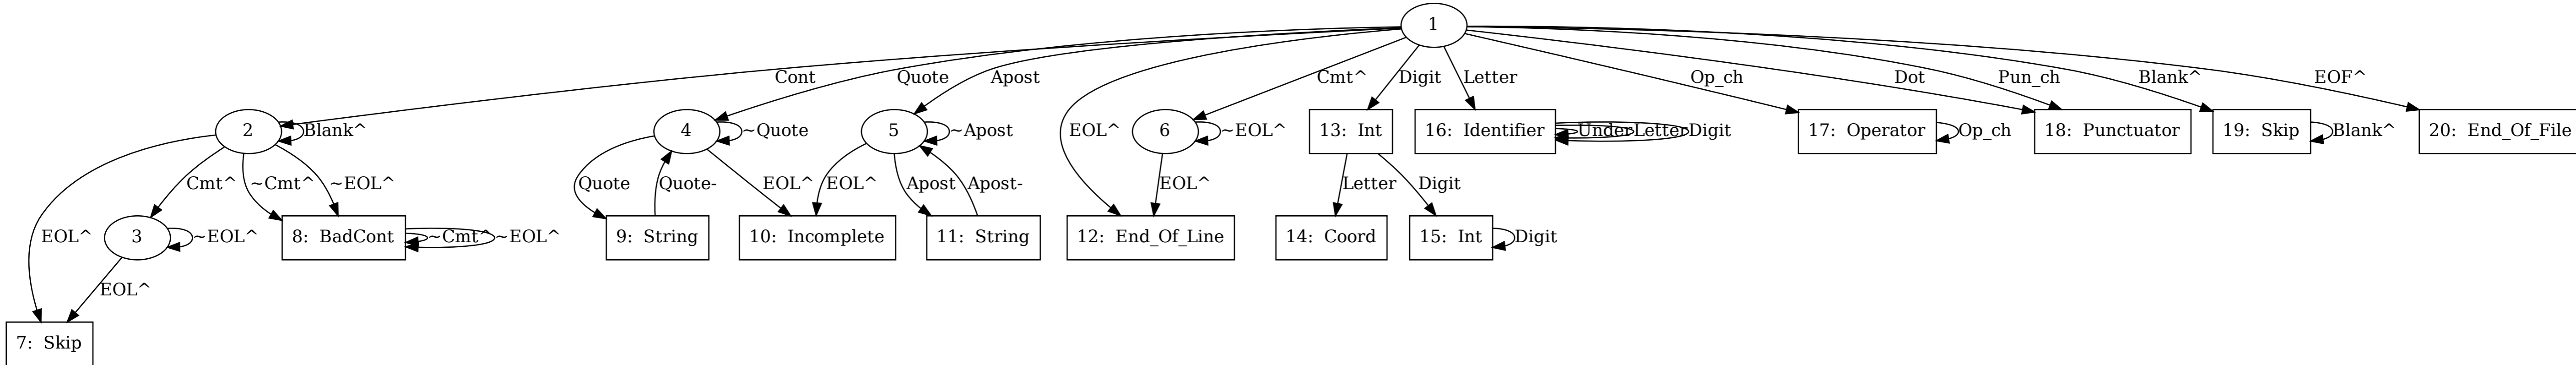 1
Cont
Quote
Apost
EOL^
Cmt^
Digit
Letter
Op_ch
Dot
Pun_ch
Blank^
EOF^
2
Blank^
4
~Quote
5
~Apost
6
~EOL^
13: Int
16: Identifier
Under
Letter
Digit
17: Operator
Op_ch
18: Punctuator
19: Skip
Blank^
20: End_Of_File
EOL^
Cmt^
~Cmt^
~EOL^
Quote
Quote-
EOL^
EOL^
Apost
Apost-
EOL^
Letter
Digit
3
~EOL^
8: BadCont
~Cmt^
~EOL^
9: String
10: Incomplete
11: String
12: End_Of_Line
14: Coord
15: Int
Digit
EOL^
7: Skip